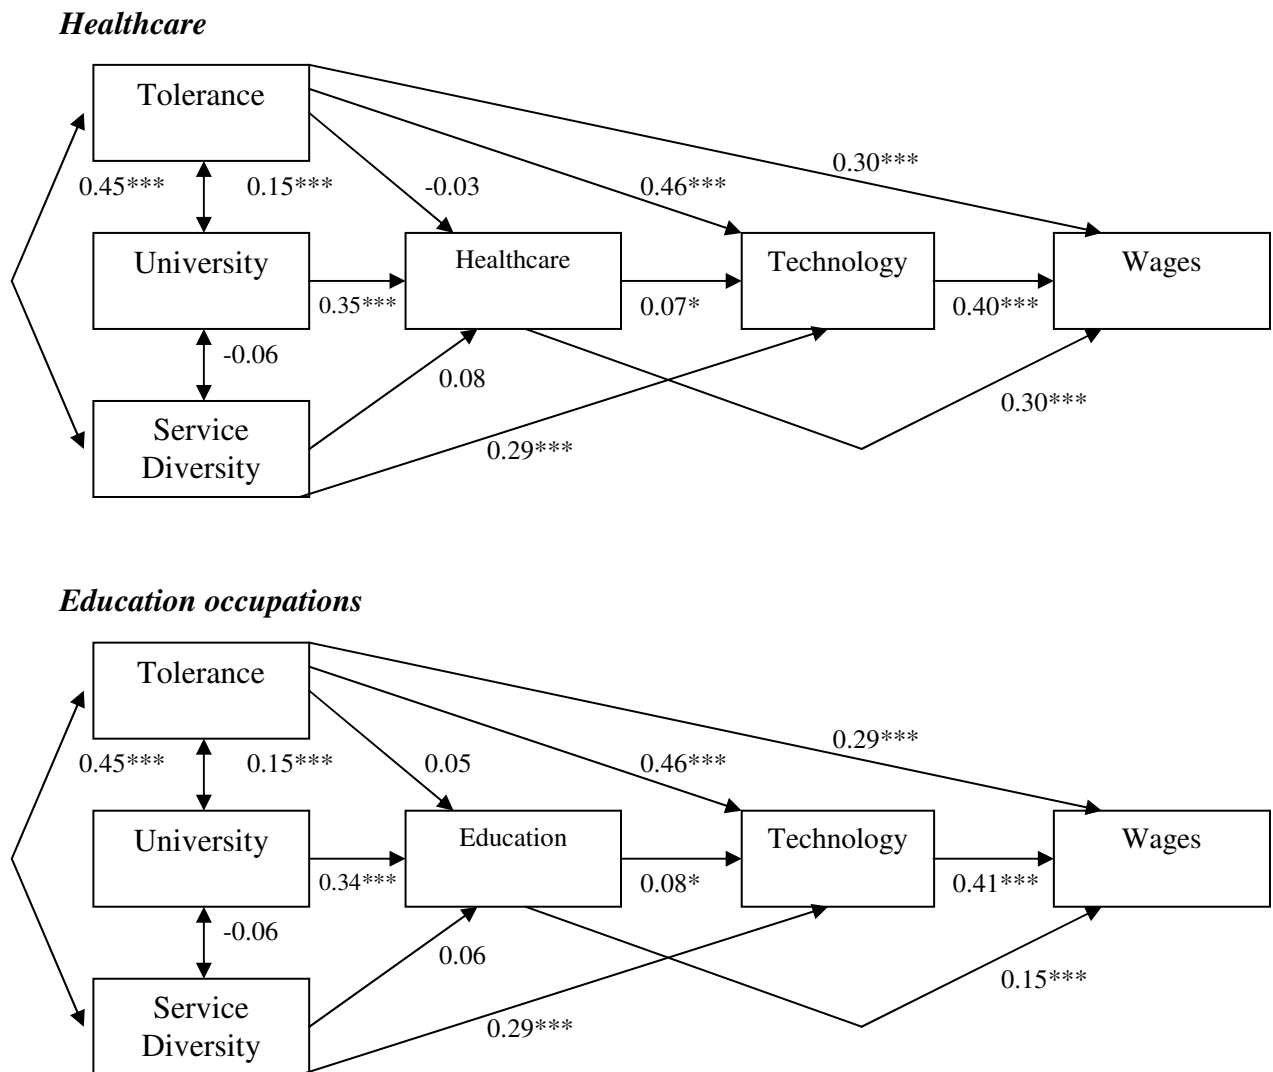 Healthcare
Tolerance
0.30***
0.45***
0.15***
-0.03
0.46***
University
Healthcare
Technology
Wages
0.35***
0.07*
0.40***
-0.06
0.08
0.30***
Service
Diversity
0.29***
Education occupations
Tolerance
0.29***
0.45***
0.15***
0.05
0.46***
University
Education
Technology
Wages
0.34***
0.08*
0.41***
-0.06
0.06
0.15***
Service
Diversity
0.29***